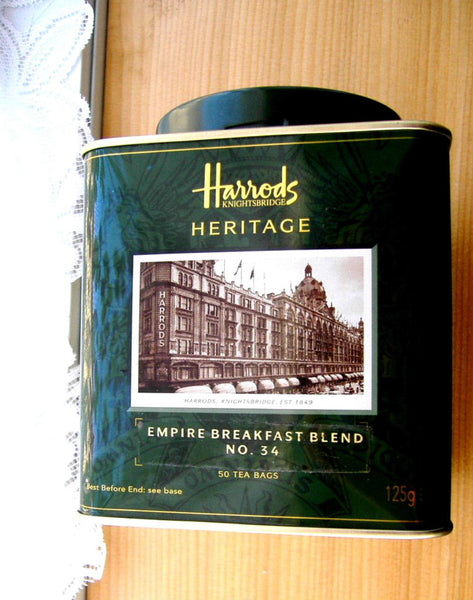 Harrods
KNIGHTSBRIDGE
HERITAGE
HARRODS
HARRODS, KNIGHTSBRIDGE, EST 1849
EMPIRE BREAKFAST BLEND
NO. 34
50 TEA BAGS
Best Before End: see base
125g